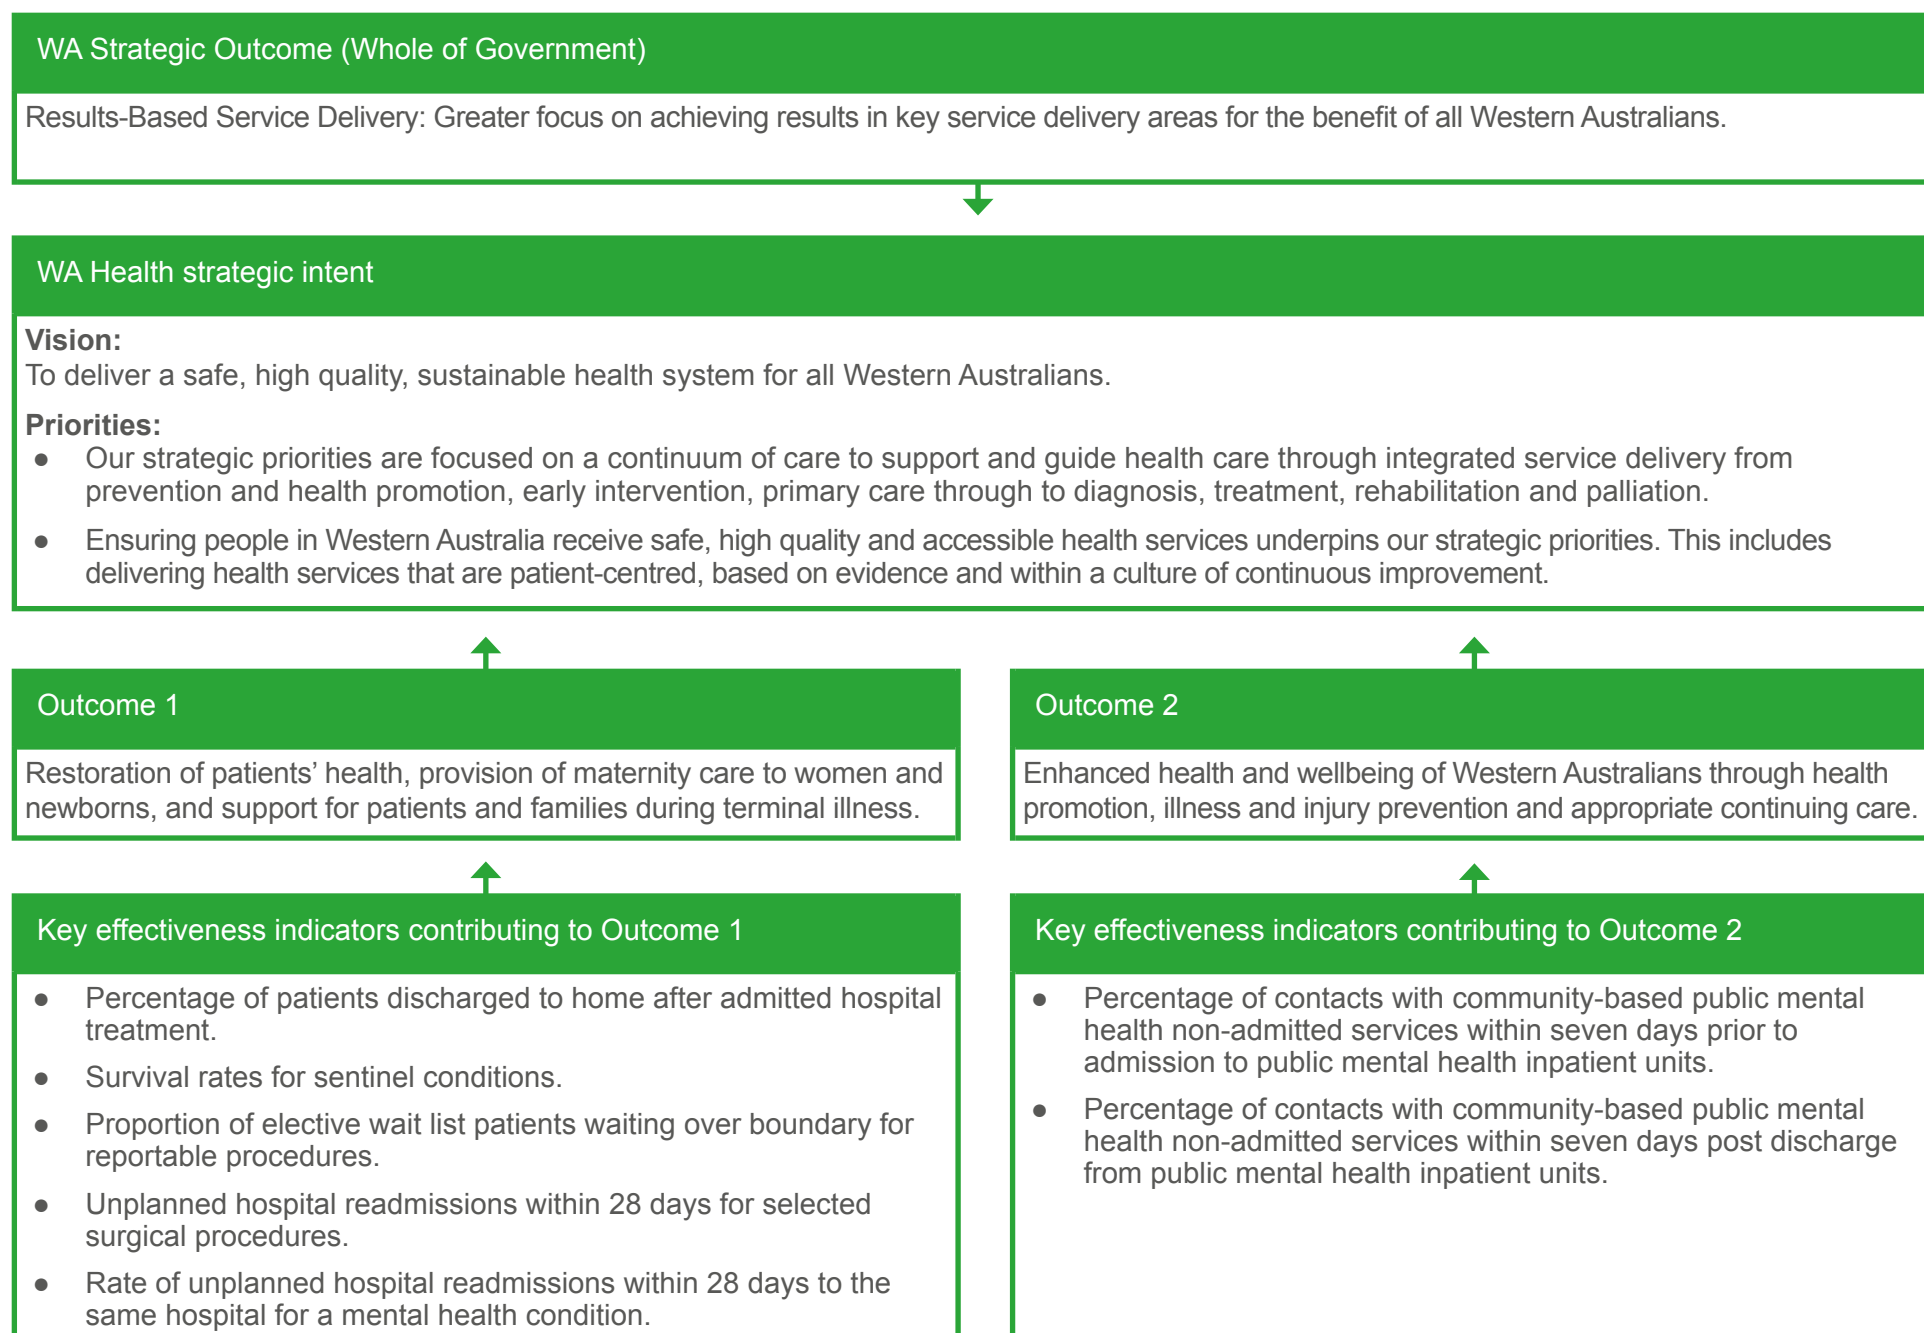 WA Strategic Outcome (Whole of Government)
Results-Based Service Delivery: Greater focus on achieving results in key service delivery areas for the benefit of all Western Australians.
WA Health strategic intent
Vision:
To deliver a safe, high quality, sustainable health system for all Western Australians.
Priorities:
● Our strategic priorities are focused on a continuum of care to support and guide health care through integrated service delivery from
prevention and health promotion, early intervention, primary care through to diagnosis, treatment, rehabilitation and palliation.
● Ensuring people in Western Australia receive safe, high quality and accessible health services underpins our strategic priorities. This includes
delivering health services that are patient-centred, based on evidence and within a culture of continuous improvement.
Outcome 1
Restoration of patients’ health, provision of maternity care to women and
newborns, and support for patients and families during terminal illness.
Outcome 2
Enhanced health and wellbeing of Western Australians through health
promotion, illness and injury prevention and appropriate continuing care.
Key effectiveness indicators contributing to Outcome 1
● Percentage of patients discharged to home after admitted hospital
treatment.
● Survival rates for sentinel conditions.
● Proportion of elective wait list patients waiting over boundary for
reportable procedures.
● Unplanned hospital readmissions within 28 days for selected
surgical procedures.
● Rate of unplanned hospital readmissions within 28 days to the
same hospital for a mental health condition.
Key effectiveness indicators contributing to Outcome 2
● Percentage of contacts with community-based public mental
health non-admitted services within seven days prior to
admission to public mental health inpatient units.
● Percentage of contacts with community-based public mental
health non-admitted services within seven days post discharge
from public mental health inpatient units.